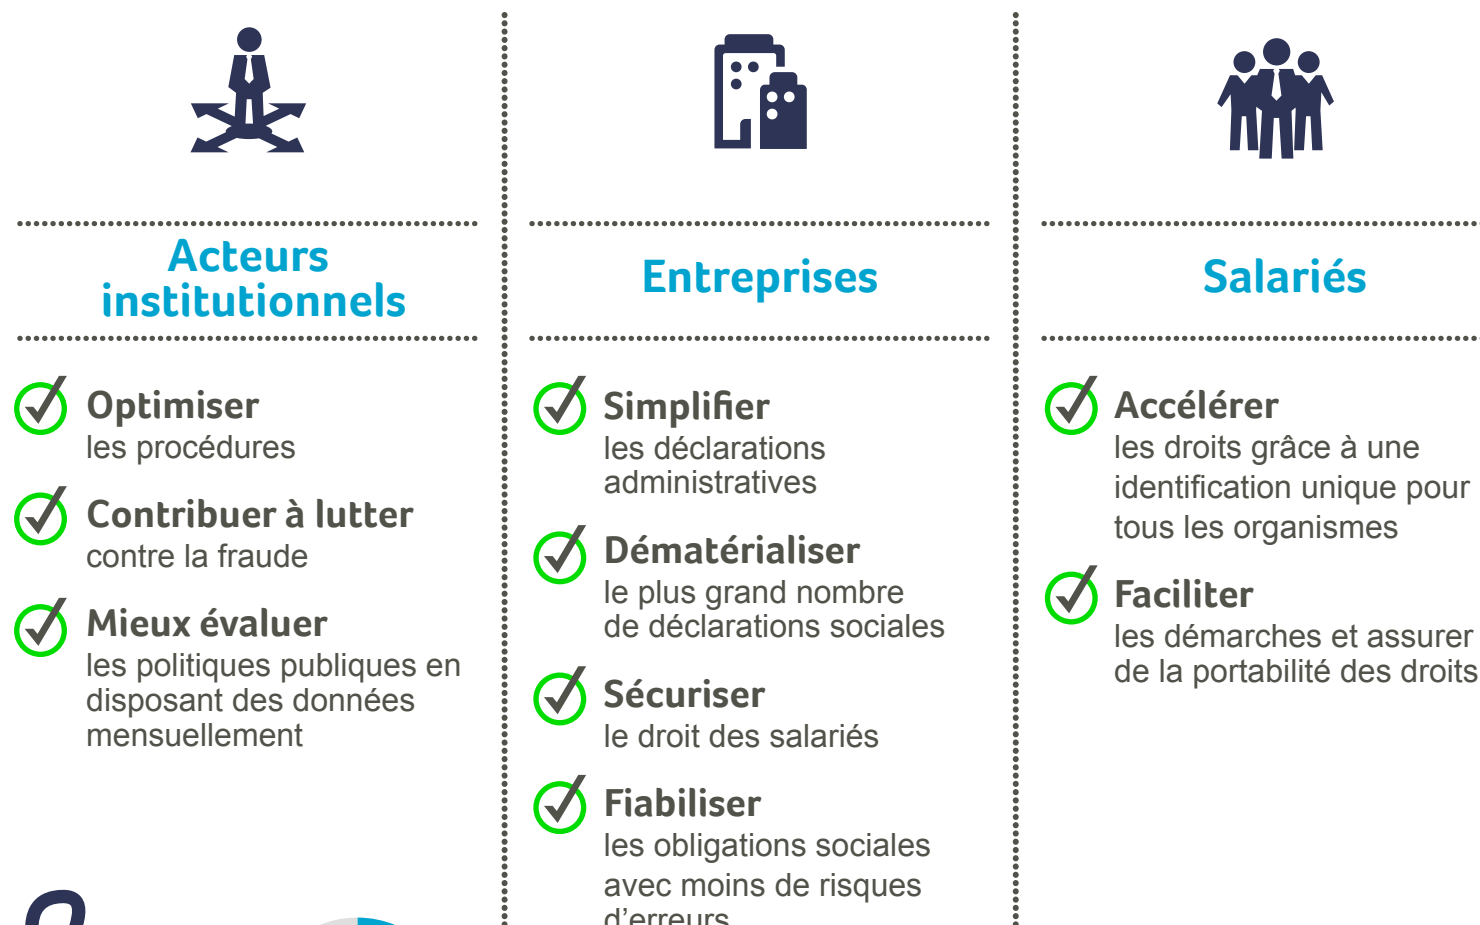 Acteurs
institutionnels
Optimiser
les procédures
Contribuer à lutter
contre la fraude
Mieux évaluer
les politiques publiques en
disposant des données
mensuellement
Entreprises
Simplifier
les déclarations
administratives
Dématérialiser
le plus grand nombre
de déclarations sociales
Sécuriser
le droit des salariés
Fiabiliser
les obligations sociales
avec moins de risques
d'erreurs
Salariés
Accélérer
les droits grâce à une
identification unique pour
tous les organismes
Faciliter
les démarches et assurer
de la portabilité des droits